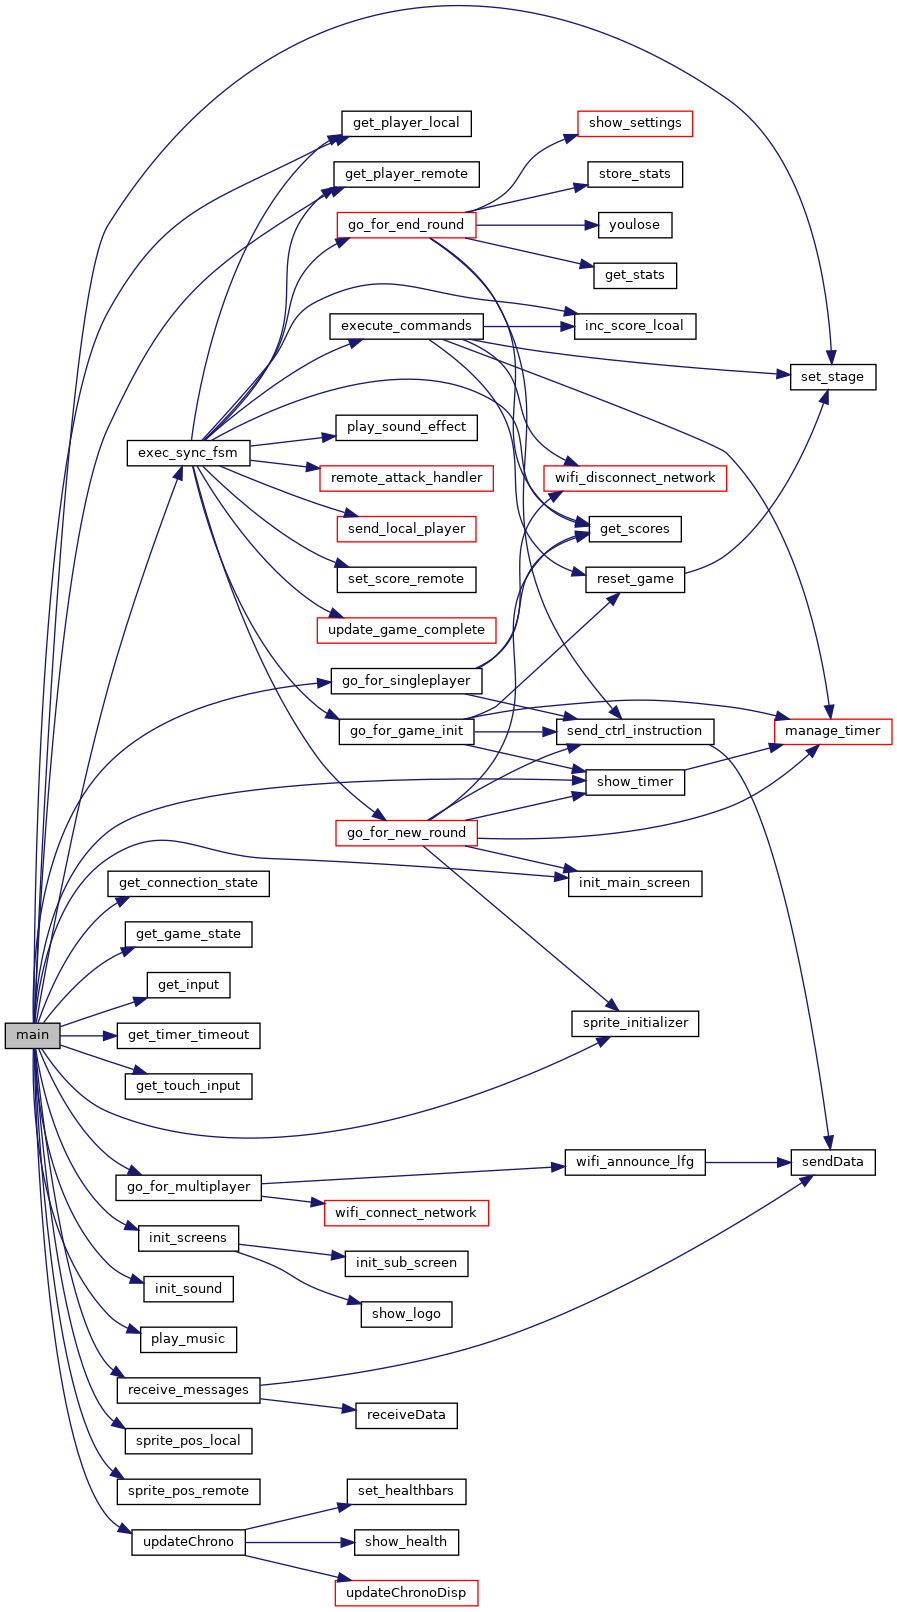 get_player_local
show_settings
get_player_remote
store_stats
go_for_end_round
youlose
get_stats
execute_commands
inc_score_lcoal
set_stage
play_sound_effect
exec_sync_fsm
remote_attack_handler
wifi_disconnect_network
send_local_player
get_scores
set_score_remote
reset_game
update_game_complete
go_for_singleplayer
go_for_game_init
send_ctrl_instruction
manage_timer
show_timer
go_for_new_round
get_connection_state
init_main_screen
get_game_state
get_input
sprite_initializer
main
get_timer_timeout
get_touch_input
wifi_announce_lfg
sendData
go_for_multiplayer
wifi_connect_network
init_screens
init_sub_screen
init_sound
show_logo
play_music
receive_messages
receiveData
sprite_pos_local
sprite_pos_remote
set_healthbars
updateChrono
show_health
updateChronoDisp